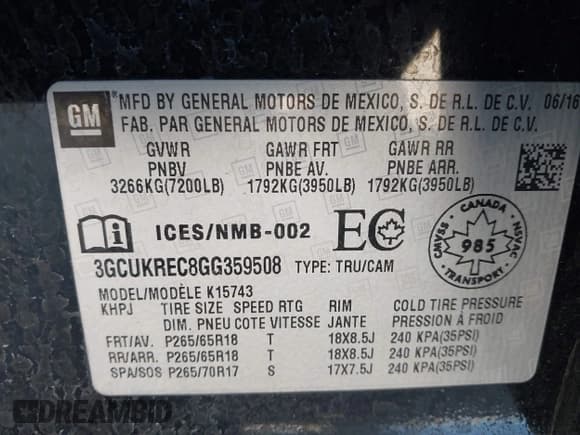 GM
MFD BY GENERAL MOTORS DE MEXICO, S. DE R.L. DE C.V. 06/16
FAB. PAR GENERAL MOTORS DE MEXICO, S. DE R.L. DE C.V.
GVWR GAWR FRT GAWR RR
PNBV PNBE AV. PNBE ARR.
3266KG(7200LB) 1792KG(3950LB) 1792KG(3950LB)
i ICES/NMB-002 EC
CANADA
CMVSS 985 NSVAC
TRANSPORT
3GCUKREC8GG359508 TYPE: TRU/CAM
MODEL/MODÈLE K15743
KHPJ TIRE SIZE SPEED RTG RIM COLD TIRE PRESSURE
DIM. PNEU COTE VITESSE JANTE PRESSION À FROID
FRT/AV. P265/65R18 T 18X8.5J 240 KPA(35PSI)
RR/ARR. P265/65R18 T 18X8.5J 240 KPA(35PSI)
SPA/SOS P265/70R17 S 17X7.5J 240 KPA(35PSI)
DREAMBID